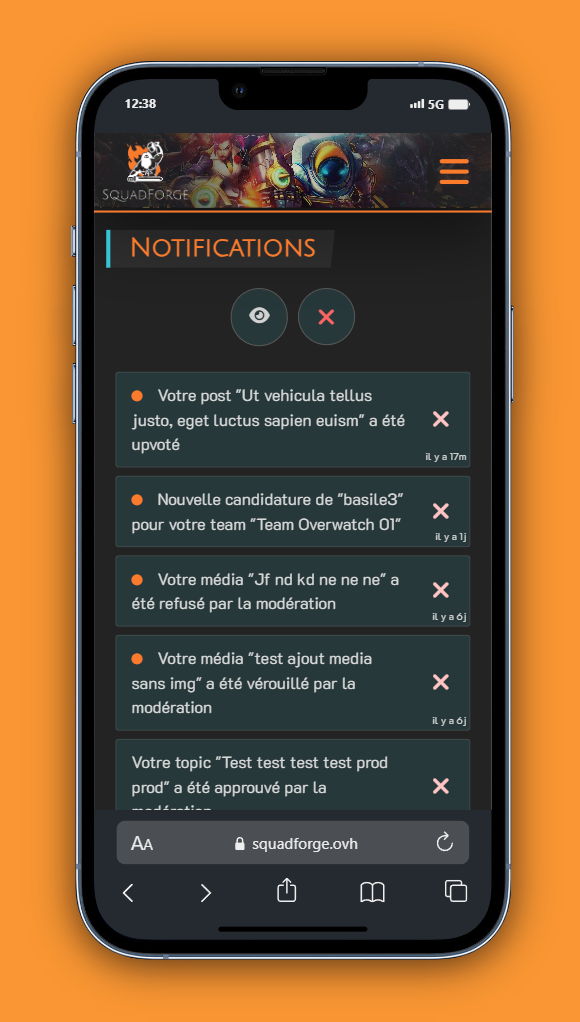 12:38
5G
SquadForge
Notifications
Votre post "Ut vehicula tellus
justo, eget luctus sapien euism" a été
upvoté
il y a 17m
Nouvelle candidature de "basile3"
pour votre team "Team Overwatch 01"
il y a 1j
Votre média "Jf nd kd ne ne ne" a
été refusé par la modération
il y a 6j
Votre média "test ajout media
sans img" a été vérouillé par la
modération
il y a 6j
Votre topic "Test test test test prod
prod" a été approuvé par la
modération
AA
squadforge.ovh